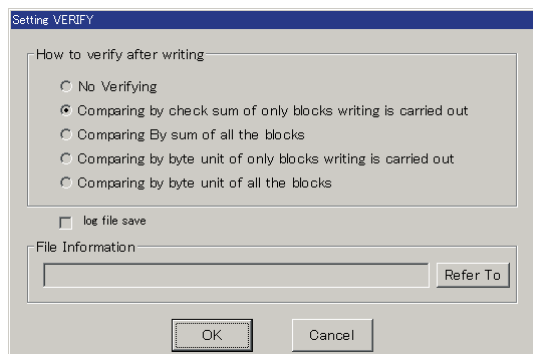 Setting VERIFY
How to verify after writing
No Verifying
Comparing by check sum of only blocks writing is carried out
Comparing By sum of all the blocks
Comparing by byte unit of only blocks writing is carried out
Comparing by byte unit of all the blocks
log file save
File Information
Refer To
OK Cancel